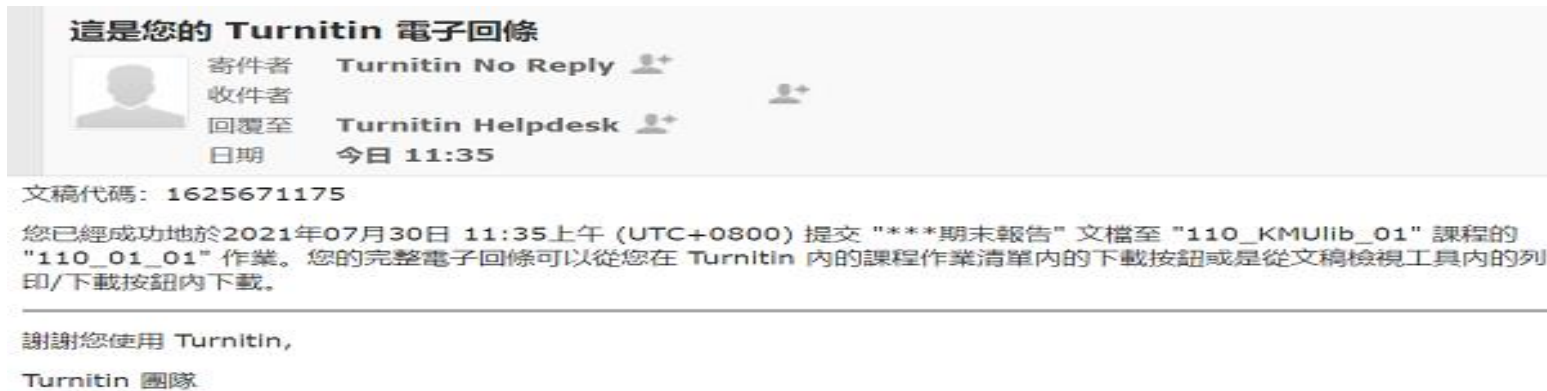 這是您的 Turnitin 電子回條
寄件者 Turnitin No Reply
收件者
回覆至 Turnitin Helpdesk
日期 今日 11:35
文稿代碼: 1625671175
您已經成功地於2021年07月30日 11:35上午 (UTC+0800) 提交 "***期末報告" 文檔至 "110_KMUlib_01" 課程的
"110_01_01" 作業。您的完整電子回條可以從您在 Turnitin 內的課程作業清單內的下載按鈕或是從文稿檢視工具內的列
印/下載按鈕內下載。
謝謝您使用 Turnitin,
Turnitin 團隊